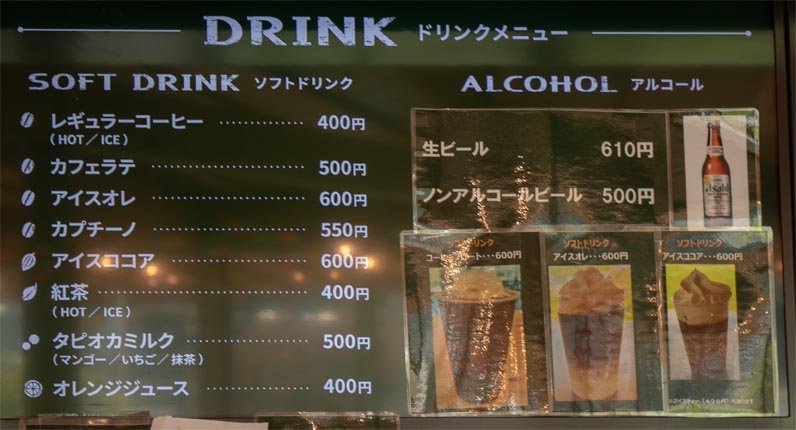 DRINK ドリンクメニュー
SOFT DRINK ソフトドリンク
レギュラーコーヒー ‥‥‥‥‥‥ 400円
(HOT／ICE)
カフェラテ ‥‥‥‥‥‥ 500円
アイスオレ ‥‥‥‥‥‥ 600円
カプチーノ ‥‥‥‥‥‥ 550円
アイスココア ‥‥‥‥‥‥ 600円
紅茶 ‥‥‥‥‥‥ 400円
(HOT／ICE)
タピオカミルク ‥‥‥‥‥‥ 500円
(マンゴー／いちご／抹茶)
オレンジジュース ‥‥‥‥‥‥ 400円
ALCOHOL アルコール
生ビール 610円
ノンアルコールビール 500円
Asahi
ソフトドリンク
600円
ソフトドリンク
アイスオレ･･･600円
ソフトドリンク
アイスココア･･･600円